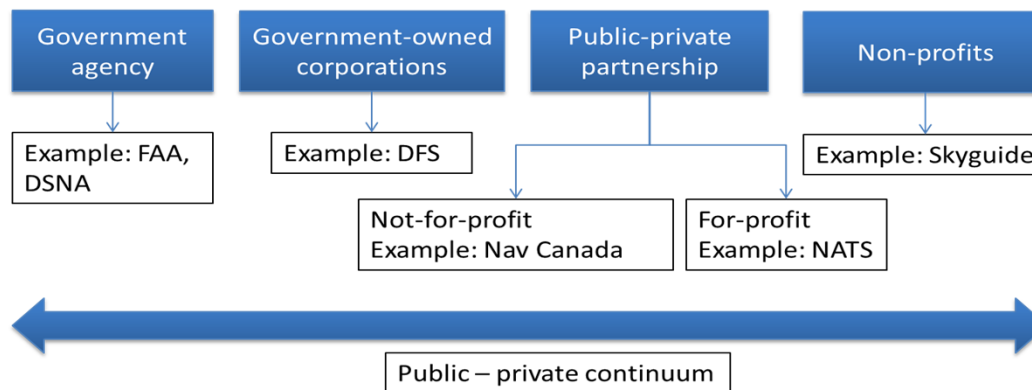 Government
agency
Government-owned
corporations
Public-private
partnership
Non-profits
Example: FAA,
DSNA
Example: DFS
Example: Skyguide
Not-for-profit
Example: Nav Canada
For-profit
Example: NATS
Public – private continuum